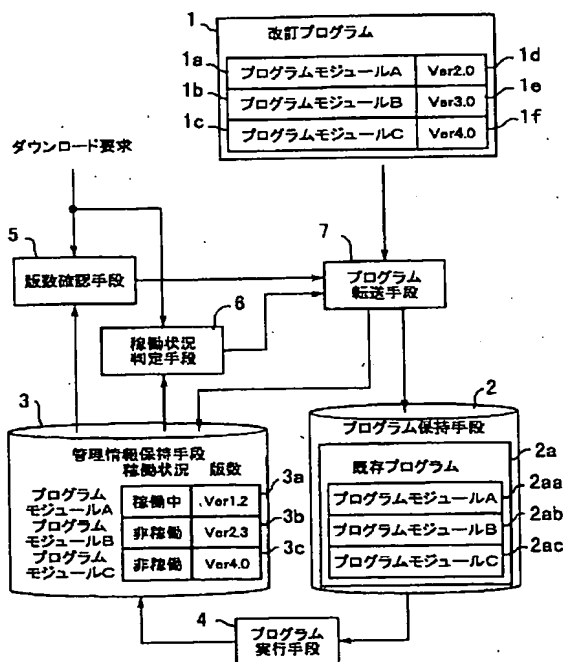 1
改訂プログラム
1a プログラムモジュールA Ver2.0 1d
1b プログラムモジュールB Ver3.0 1e
1c プログラムモジュールC Ver4.0 1f
ダウンロード要求
5
版数確認手段
7
プログラム
転送手段
6
稼働状況
判定手段
3
管理情報保持手段
稼働状況 版数
プログラム
モジュールA 稼働中 Ver1.2 3a
プログラム
モジュールB 非稼働 Ver2.3 3b
プログラム
モジュールC 非稼働 Ver4.0 3c
2
プログラム保持手段
2a
既存プログラム
プログラムモジュールA 2aa
プログラムモジュールB 2ab
プログラムモジュールC 2ac
4
プログラム
実行手段